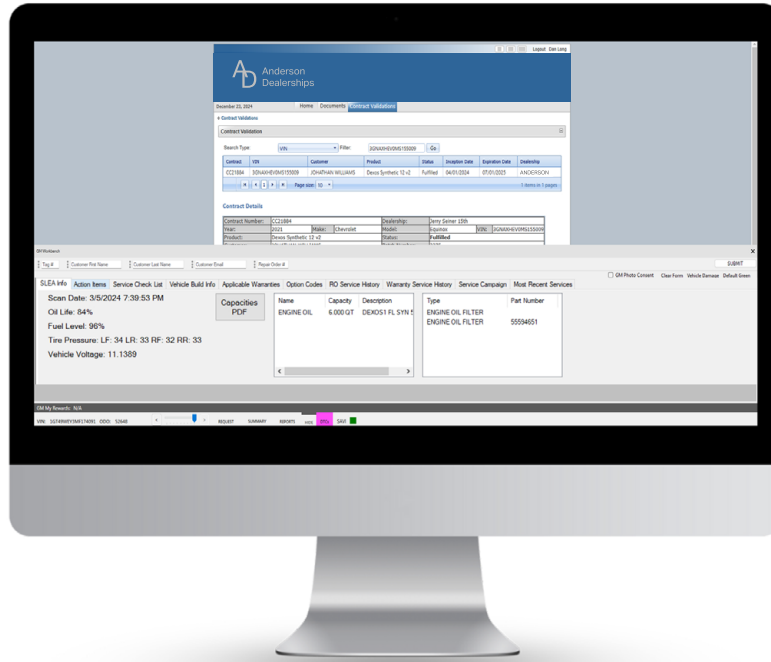 Logout Dan Long
AD Anderson
Dealerships
December 23, 2024 Home Documents Contract Validations
Contract Validations
Contract Validation
Search Type: VIN Filter: 3GNAXHEV0MS155009 Go
Contract VIN Customer Product Status Inception Date Expiration Date Dealership
CC21884 3GNAXHEV0MS155009 JOHNATHAN WILLIAMS Dexos Synthetic 12 v2 Fulfilled 04/01/2024 07/01/2025 ANDERSON
1 Page size: 10 1 items in 1 pages
Contract Details
Contract Number: CC21884 Dealership: Jerry Seiner 15th
Year: 2021 Make: Chevrolet Model: Equinox VIN: 3GNAXHEV0MS155009
Product: Dexos Synthetic 12 v2 Status: Fulfilled
GM Workbench X
Tag # Customer First Name Customer Last Name Customer Email Repair Order # SUBMIT
GM Photo Consent Clear Form Vehicle Damage Default Green
SLEA Info Action Items Service Check List Vehicle Build Info Applicable Warranties Option Codes RO Service History Warranty Service History Service Campaign Most Recent Services
Scan Date: 3/5/2024 7:39:53 PM
Oil Life: 84%
Fuel Level: 96%
Tire Pressure: LF: 34 LR: 33 RF: 32 RR: 33
Vehicle Voltage: 11.1389
Capacities
PDF
Name Capacity Description
ENGINE OIL 6.000 QT DEXOS1 FL SYN 5
Type Part Number
ENGINE OIL FILTER
ENGINE OIL FILTER 55594651
GM My Rewards: N/A
ODO: 52648 REQUEST SUMMARY REPORTS DTCs SAVI